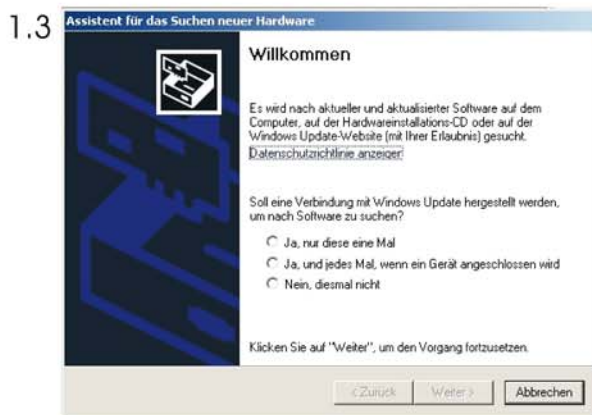 1.3
Assistent für das Suchen neuer Hardware
Willkommen
Es wird nach aktueller und aktualisierter Software auf dem
Computer, auf der Hardwareinstallations-CD oder auf der
Windows Update-Website (mit Ihrer Erlaubnis) gesucht.
Datenschutzrichtlinie anzeigen
Soll eine Verbindung mit Windows Update hergestellt werden,
um nach Software zu suchen?
Ja, nur diese eine Mal
Ja, und jedes Mal, wenn ein Gerät angeschlossen wird
Nein, diesmal nicht
Klicken Sie auf "Weiter", um den Vorgang fortzusetzen.
< Zurück Weiter > Abbrechen